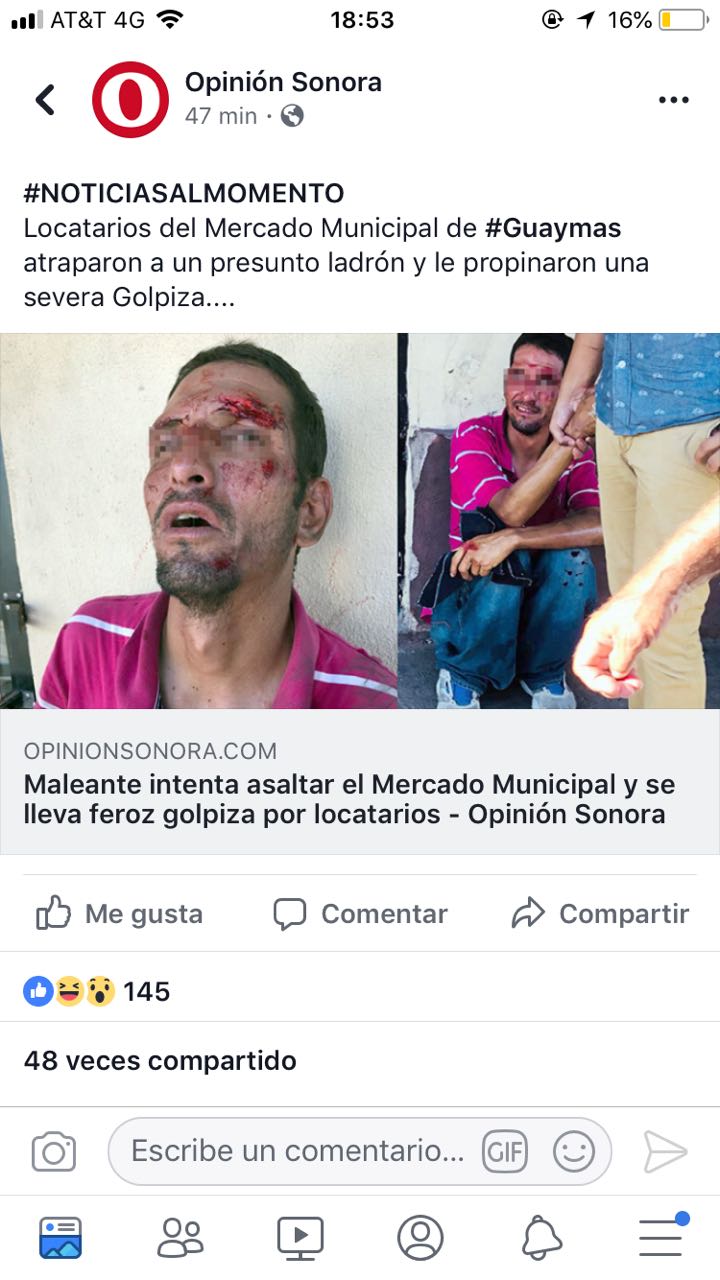 AT&T 4G 18:53 16%
Opinión Sonora
47 min ·
#NOTICIASALMOMENTO
Locatarios del Mercado Municipal de #Guaymas
atraparon a un presunto ladrón y le propinaron una
severa Golpiza....
OPINIONSONORA.COM
Maleante intenta asaltar el Mercado Municipal y se
lleva feroz golpiza por locatarios - Opinión Sonora
Me gusta Comentar Compartir
145
48 veces compartido
Escribe un comentario... GIF